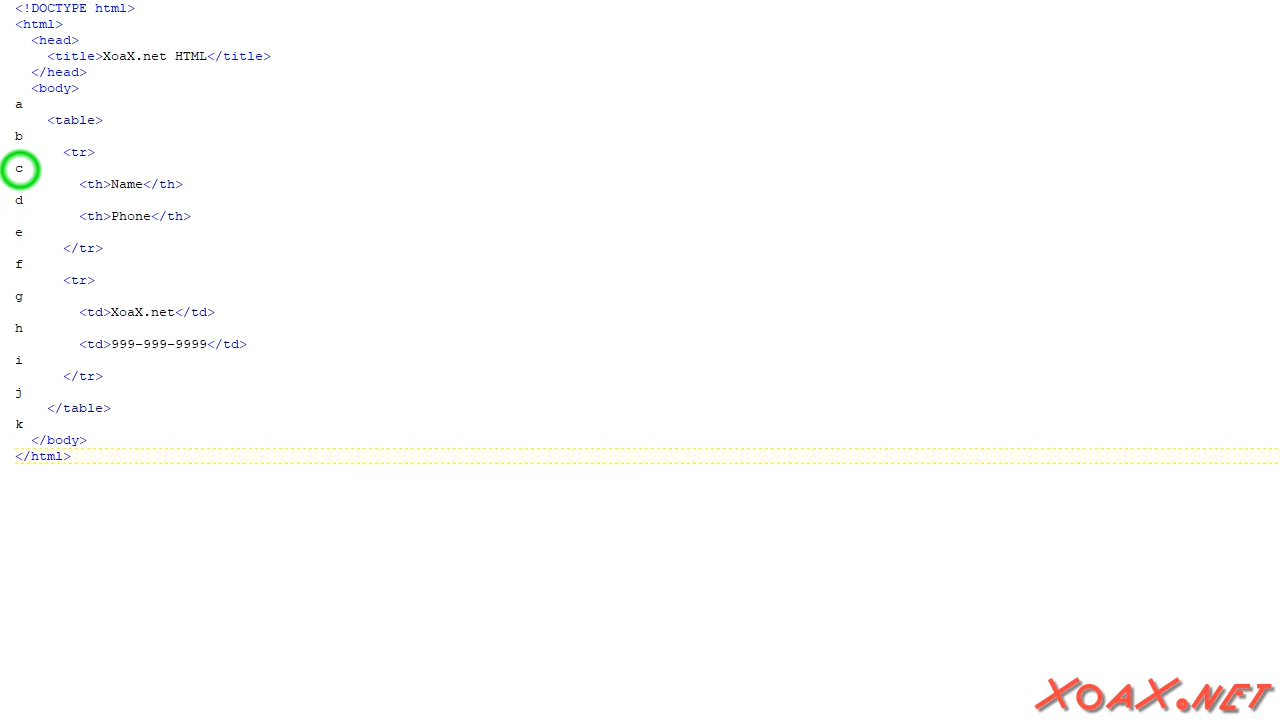 <!DOCTYPE html>
<html>
  <head>
    <title>XoaX.net HTML</title>
  </head>
  <body>
a
    <table>
b
      <tr>
c
        <th>Name</th>
d
        <th>Phone</th>
e
      </tr>
f
      <tr>
g
        <td>XoaX.net</td>
h
        <td>999-999-9999</td>
i
      </tr>
j
    </table>
k
  </body>
</html>
XOAX.NET